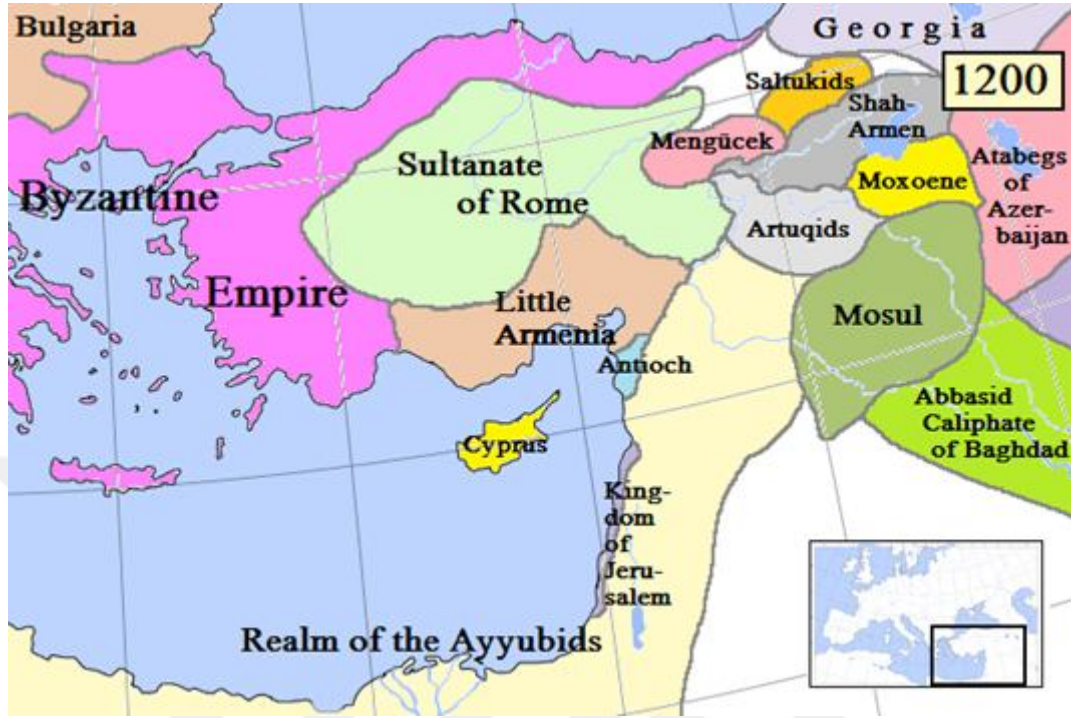 Bulgaria
Georgia
1200
Saltukids
Shah-
Armen
Mengücek
Atabegs
of
Azer-
baijan
Sultanate
of Rome
Moxoene
Byzantine
Empire
Artuqids
Little
Armenia
Mosul
Antioch
Abbasid
Caliphate
of Baghdad
Cyprus
King-
dom
of
Jeru-
salem
Realm of the Ayyubids